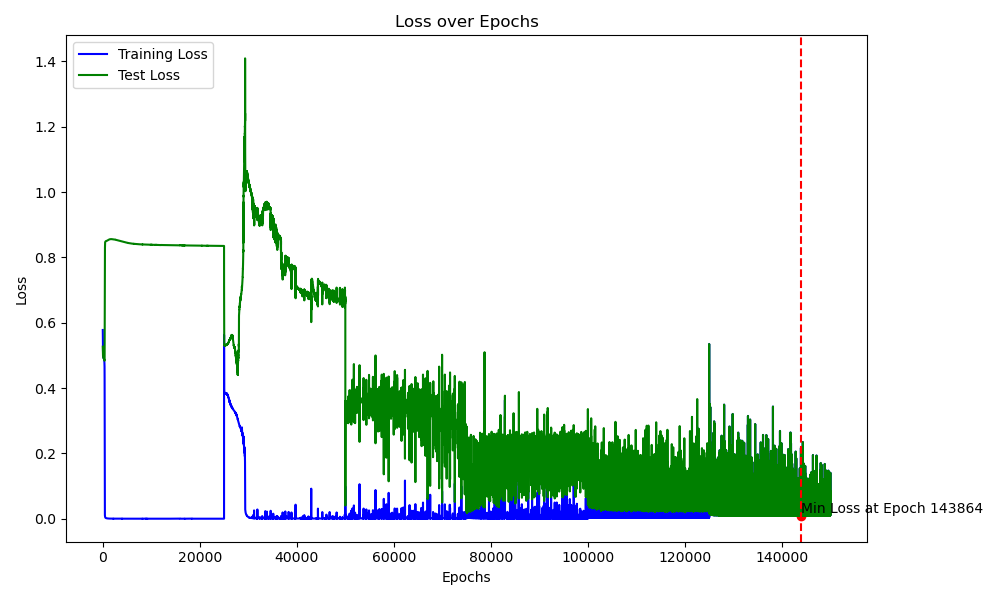 Loss over Epochs
Training Loss
Test Loss
1.4
1.2
1.0
0.8
0.6
0.4
0.2
0.0
Loss
Min Loss at Epoch 143864
0
20000
40000
60000
80000
100000
120000
140000
Epochs